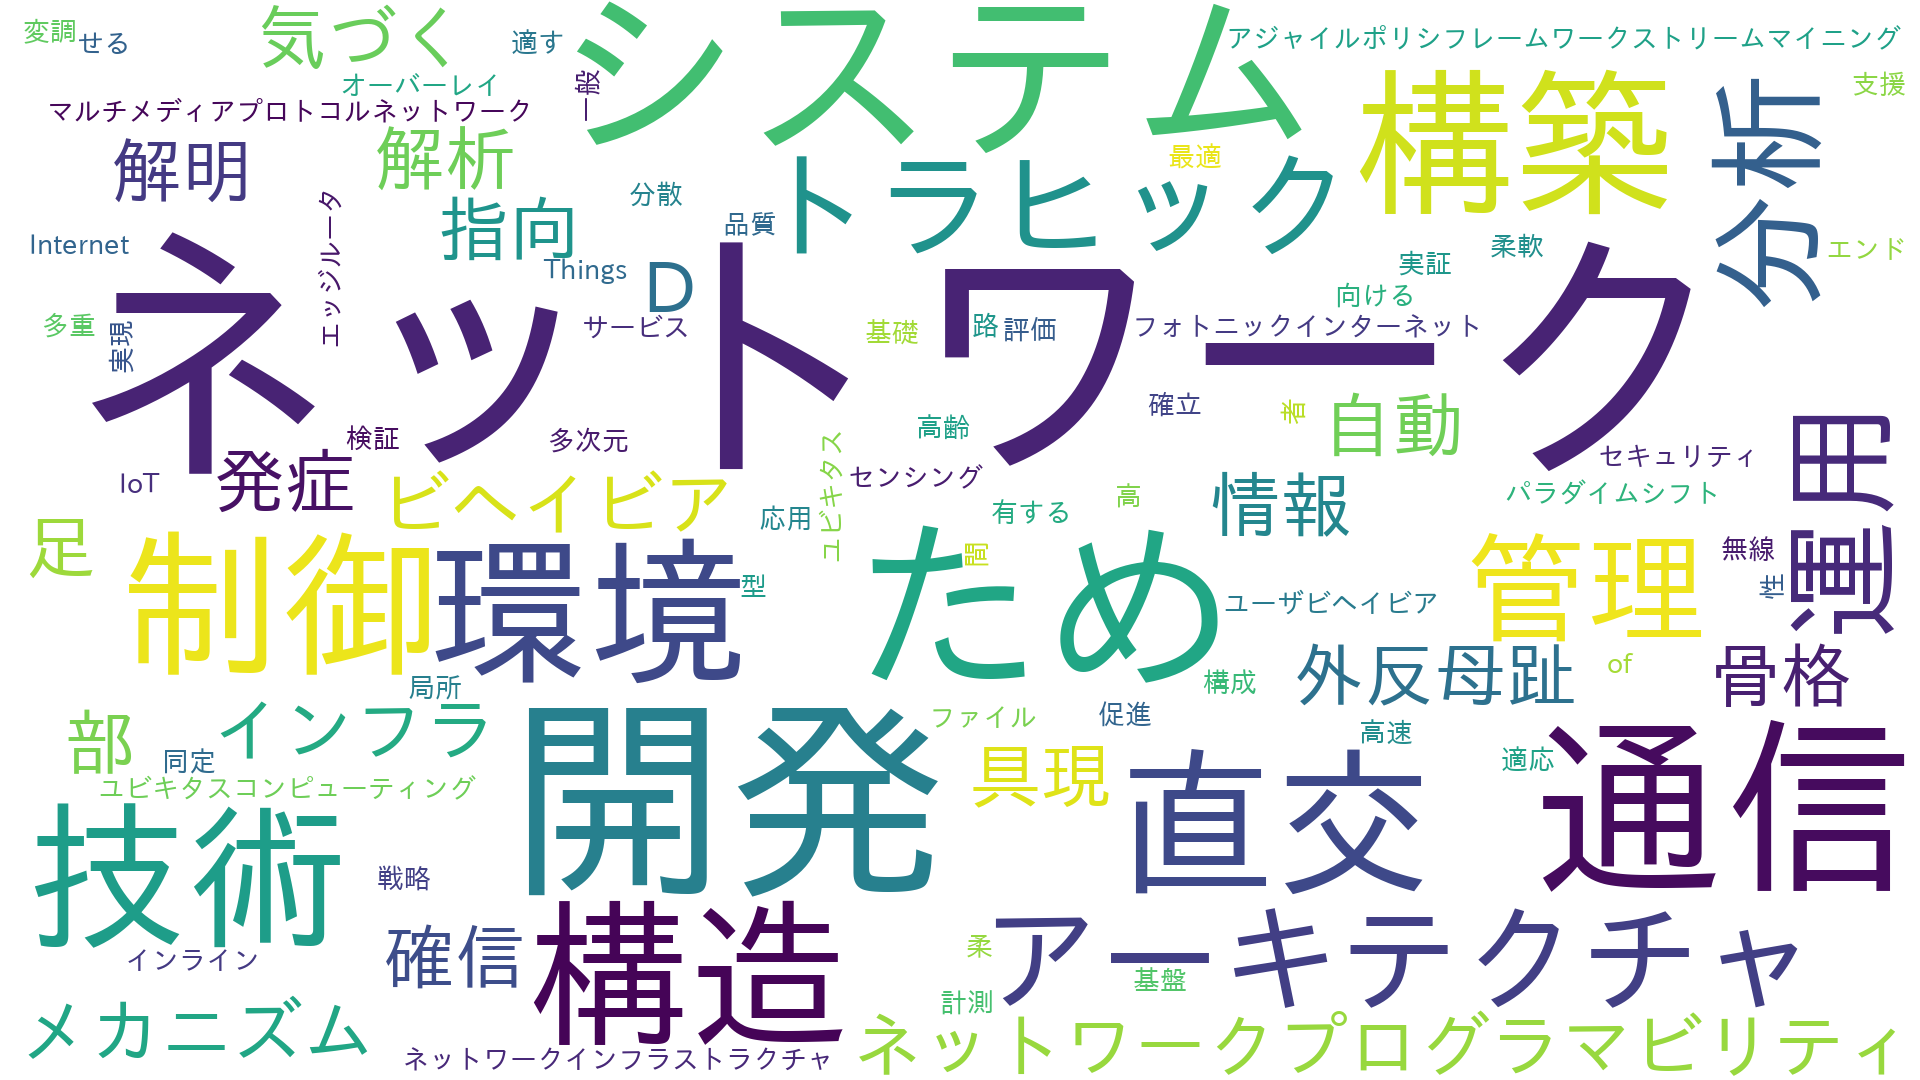 変調
せる
気づく
適す
システム
アジャイルポリシフレームワークストリームマイニング
オーバーレイ
一般
支援
マルチメディアプロトコルネットワーク
構築
分析
解明
解析
トラヒック
最適
分散
指向
品質
エッジルータ
Internet
Things
D
実証
柔軟
エンド
ネットワーク
向ける
多重
実現
サービス
基礎
路
評価
フォトニックインターネット
確立
者
自動
検証
多次元
高齢
運用
IoT
発症
ビヘイビア
ユビキタス
センシング
セキュリティ
パラダイムシフト
足
応用
有する
高
情報
制御
環境
型
ため
間
管理
無線
性
ユーザビヘイビア
外反母趾
of
骨格
局所
構成
部
同定
インフラ
ファイル
促進
高速
適応
ユビキタスコンピューティング
開発
具現
直交
通信
技術
戦略
確信
構造
柔
アーキテクチャ
インライン
基盤
計測
メカニズム
ネットワークインフラストラクチャ
ネットワークプログラマビリティ